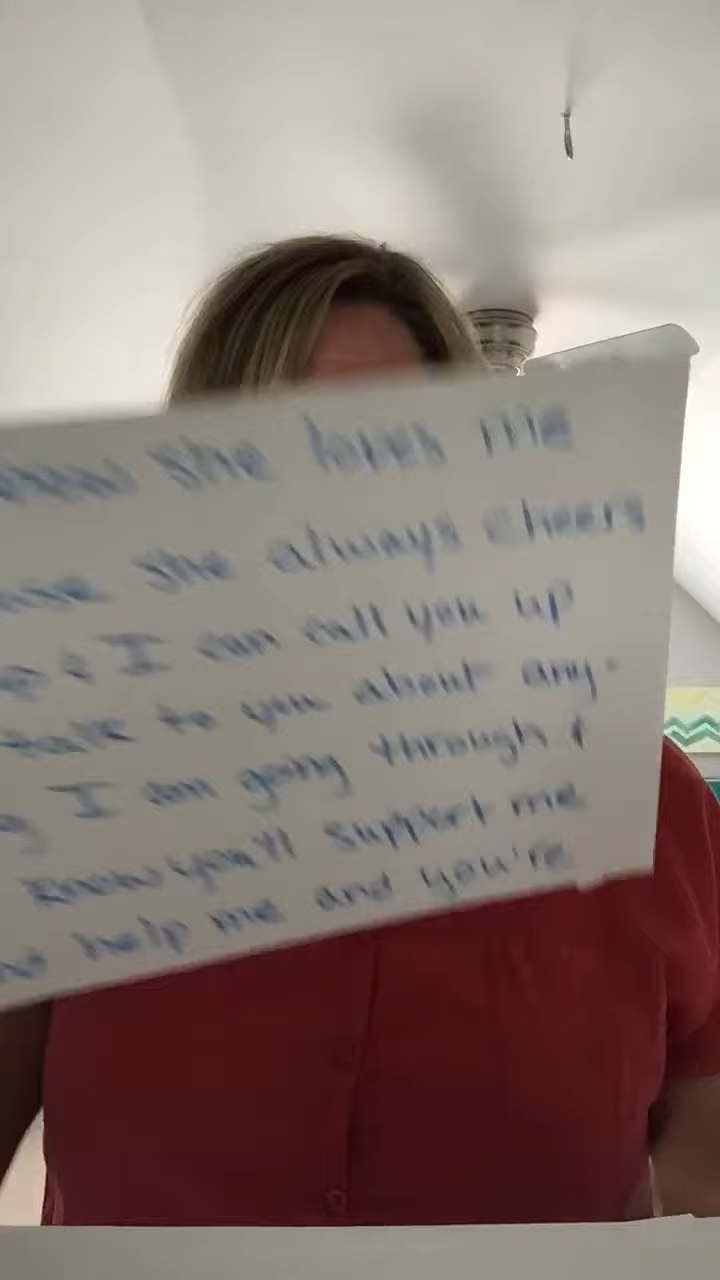 she loves me
she always cheers
& I can call you up
talk to you about any-
I am going through &
know you'll support me
help me and you're